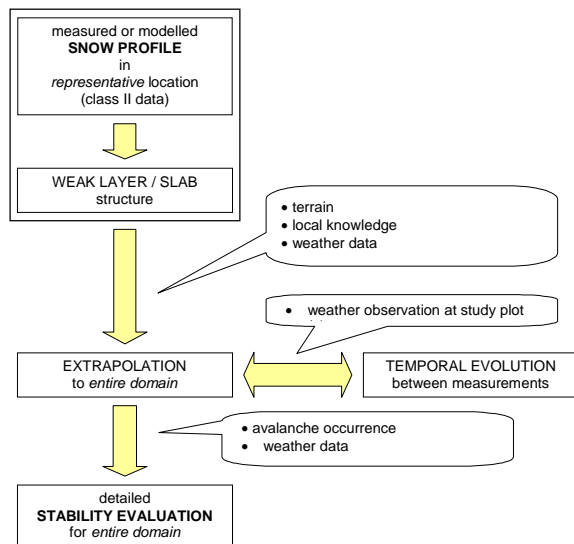 measured or modelled
SNOW PROFILE
in
representative location
(class II data)
WEAK LAYER / SLAB
structure
• terrain
• local knowledge
• weather data
• weather observation at study plot
EXTRAPOLATION
to entire domain
TEMPORAL EVOLUTION
between measurements
• avalanche occurrence
• weather data
detailed
STABILITY EVALUATION
for entire domain